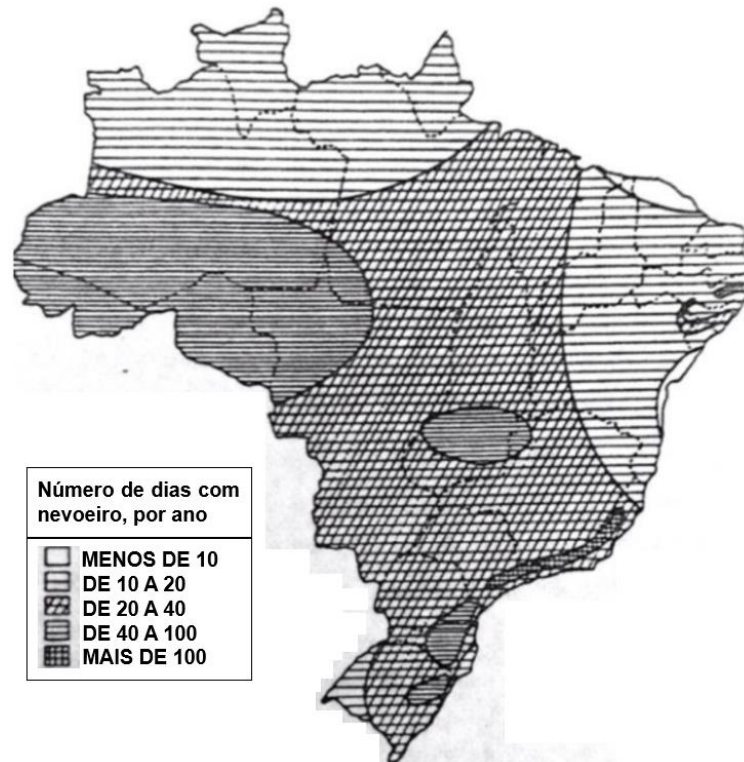 Número de dias com
nevoeiro, por ano
MENOS DE 10
DE 10 A 20
DE 20 A 40
DE 40 A 100
MAIS DE 100